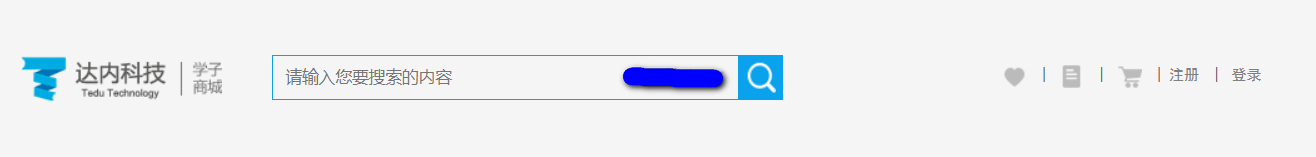 达内科技
Tedu Technology
学子
商城
请输入您要搜索的内容
| | | 注册 | 登录